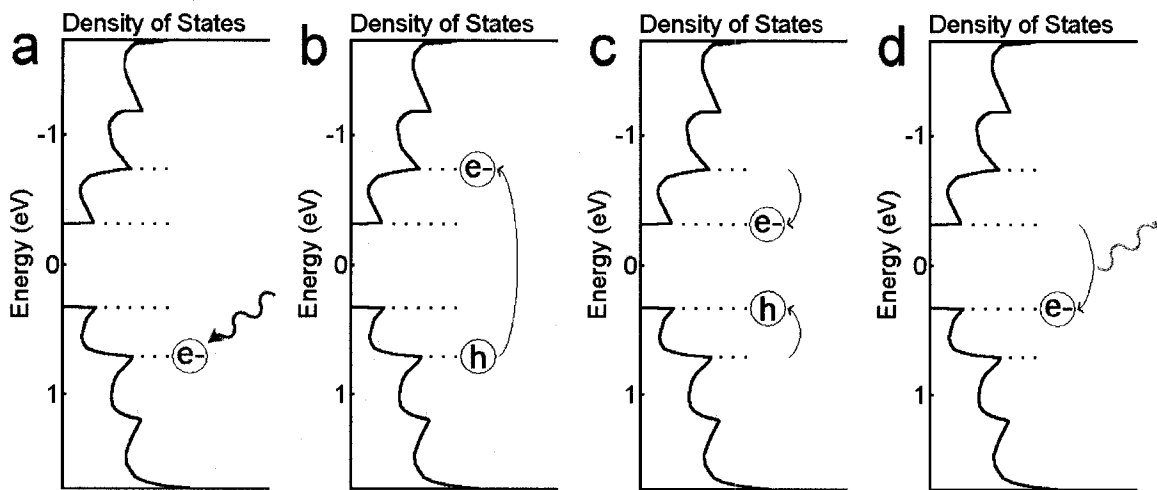 a Density of States
-1
0
1
Energy (eV)
e-
b Density of States
-1
0
1
Energy (eV)
e-
h
c Density of States
-1
0
1
Energy (eV)
e-
h
d Density of States
-1
0
1
Energy (eV)
e-